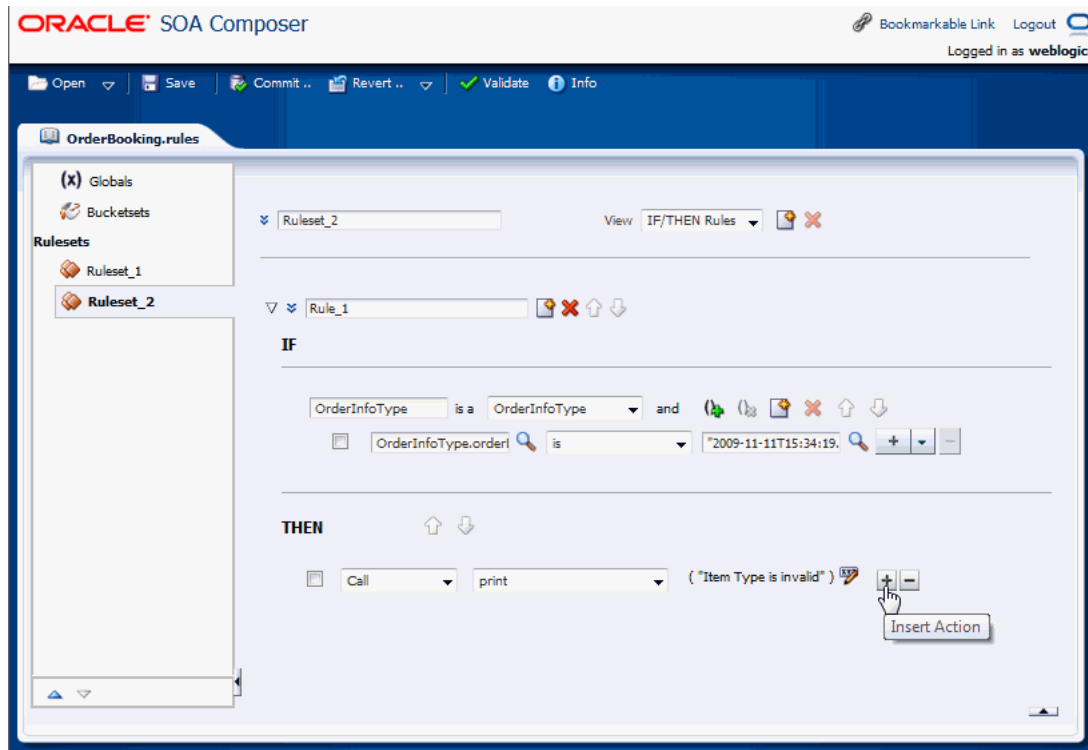 ORACLE SOA Composer
Bookmarkable Link Logout
Logged in as weblogic
Open Save Commit .. Revert .. Validate Info
OrderBooking.rules
(x) Globals
Bucketsets
Rulesets
Ruleset_1
Ruleset_2
Ruleset_2 View IF/THEN Rules
Rule_1
IF
OrderInfoType is a OrderInfoType and
OrderInfoType.orderI is "2009-11-11T15:34:19.
THEN
Call print ( "Item Type is invalid" )
Insert Action